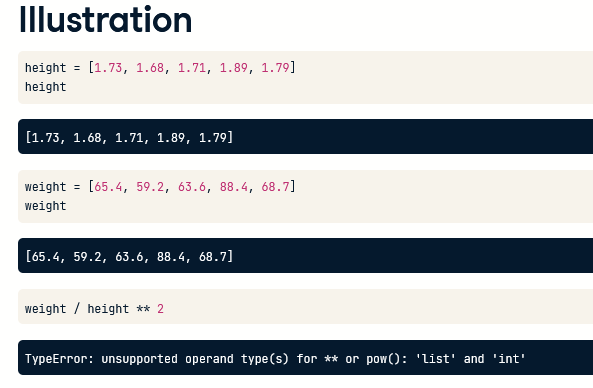 Illustration
height = [1.73, 1.68, 1.71, 1.89, 1.79]
height
[1.73, 1.68, 1.71, 1.89, 1.79]
weight = [65.4, 59.2, 63.6, 88.4, 68.7]
weight
[65.4, 59.2, 63.6, 88.4, 68.7]
weight / height ** 2
TypeError: unsupported operand type(s) for ** or pow(): 'list' and 'int'